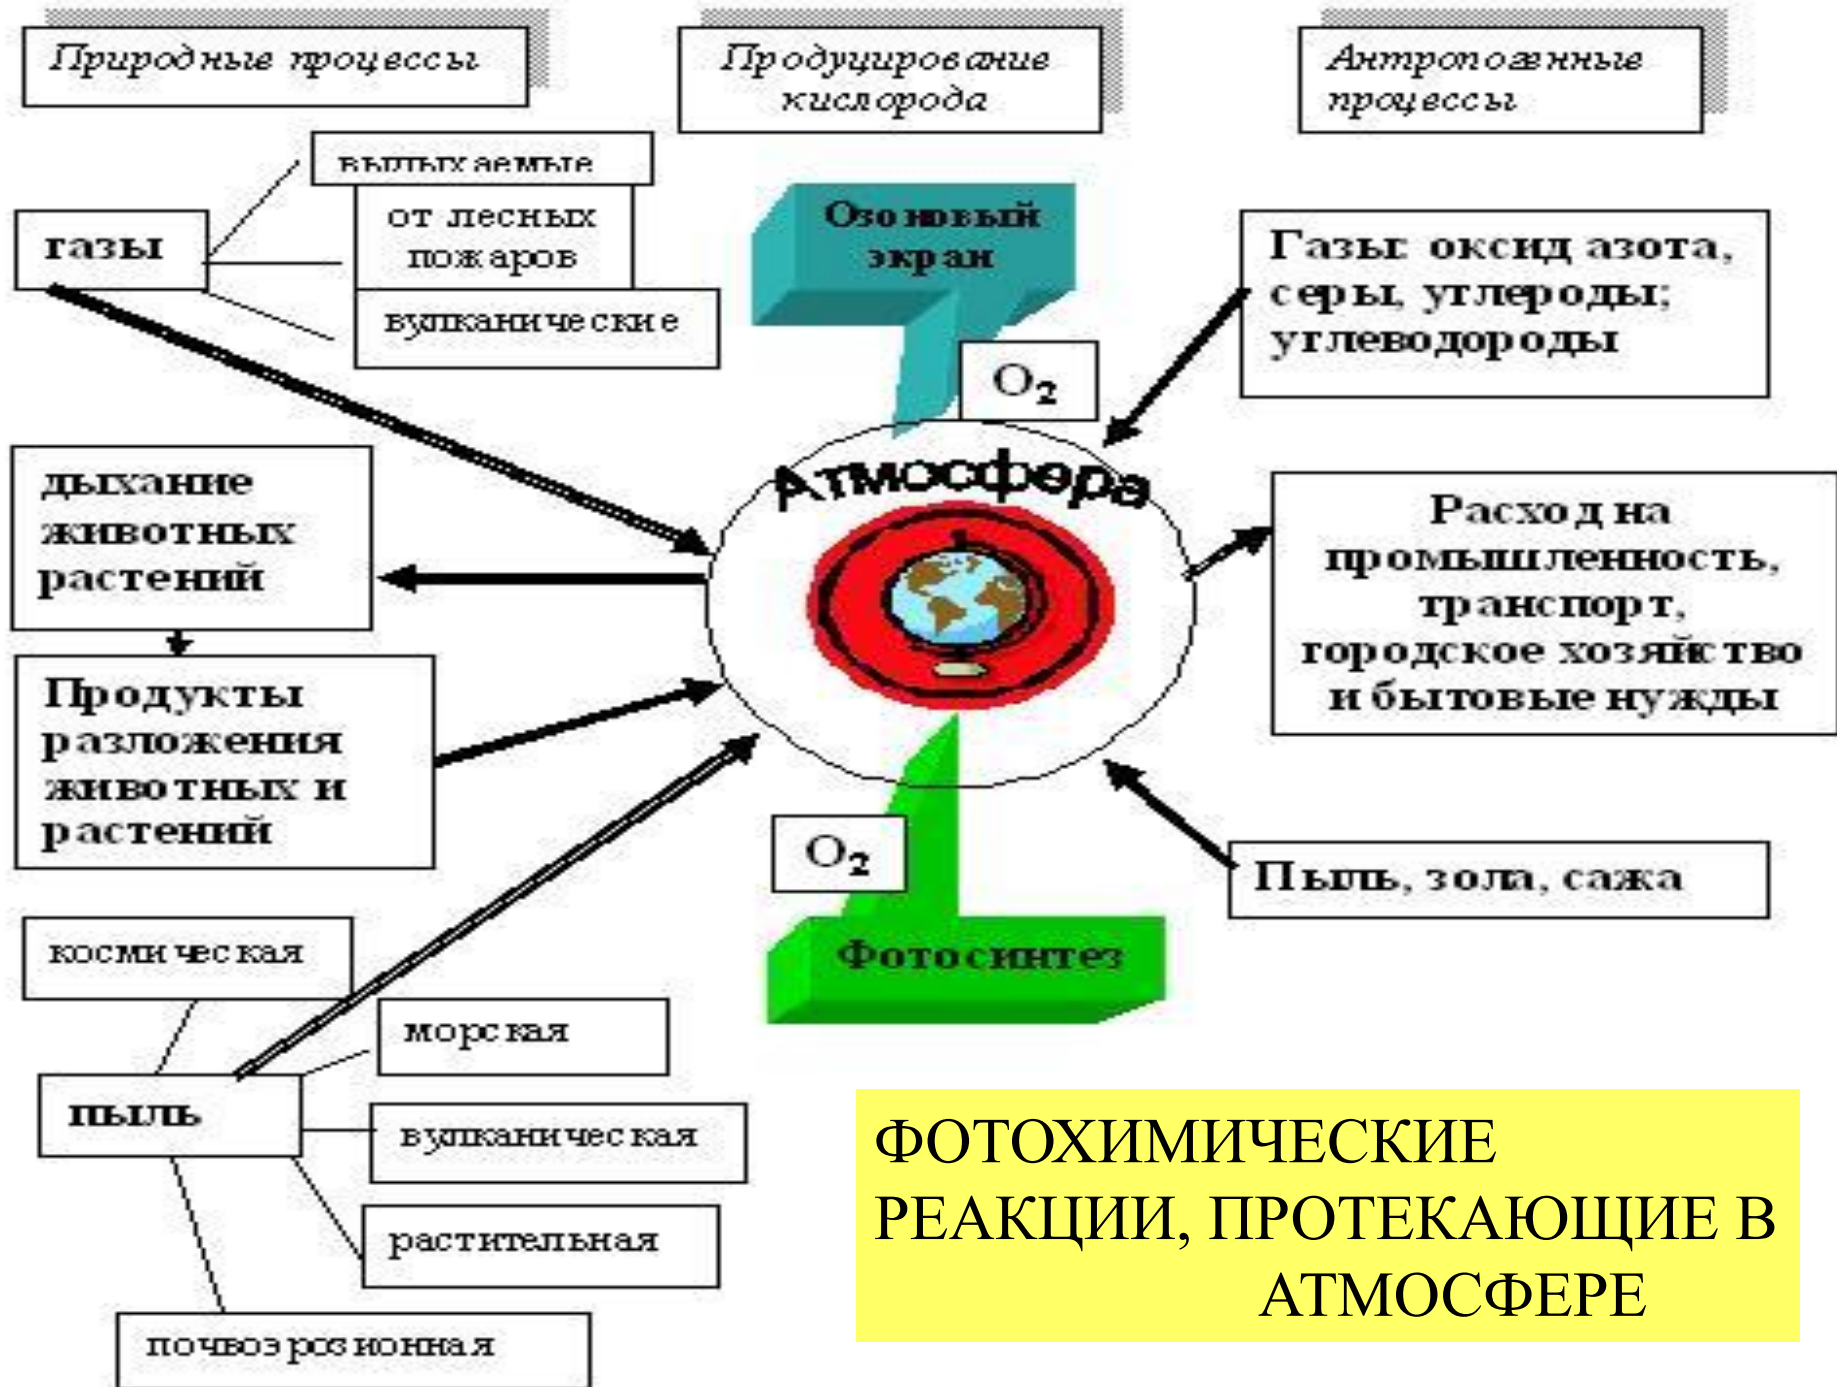 Природные процессы
Продуцирование
кислорода
Антропогенные
процессы
газы
вылыхаемые
от лесных
пожаров
вулканические
Озоновый
экран
O₂
Газы: оксид азота,
серы, углероды;
углеводороды
Атмосфера
дыхание
животных
растений
Расход на
промышленность,
транспорт,
городское хозяйство
и бытовые нужды
Продукты
разложения
животных и
растений
O₂
Фотосинтез
Пыль, зола, сажа
космическая
морская
пыль
вулканическая
растительная
почвоэрозионная
ФОТОХИМИЧЕСКИЕ
РЕАКЦИИ, ПРОТЕКАЮЩИЕ В
АТМОСФЕРЕ